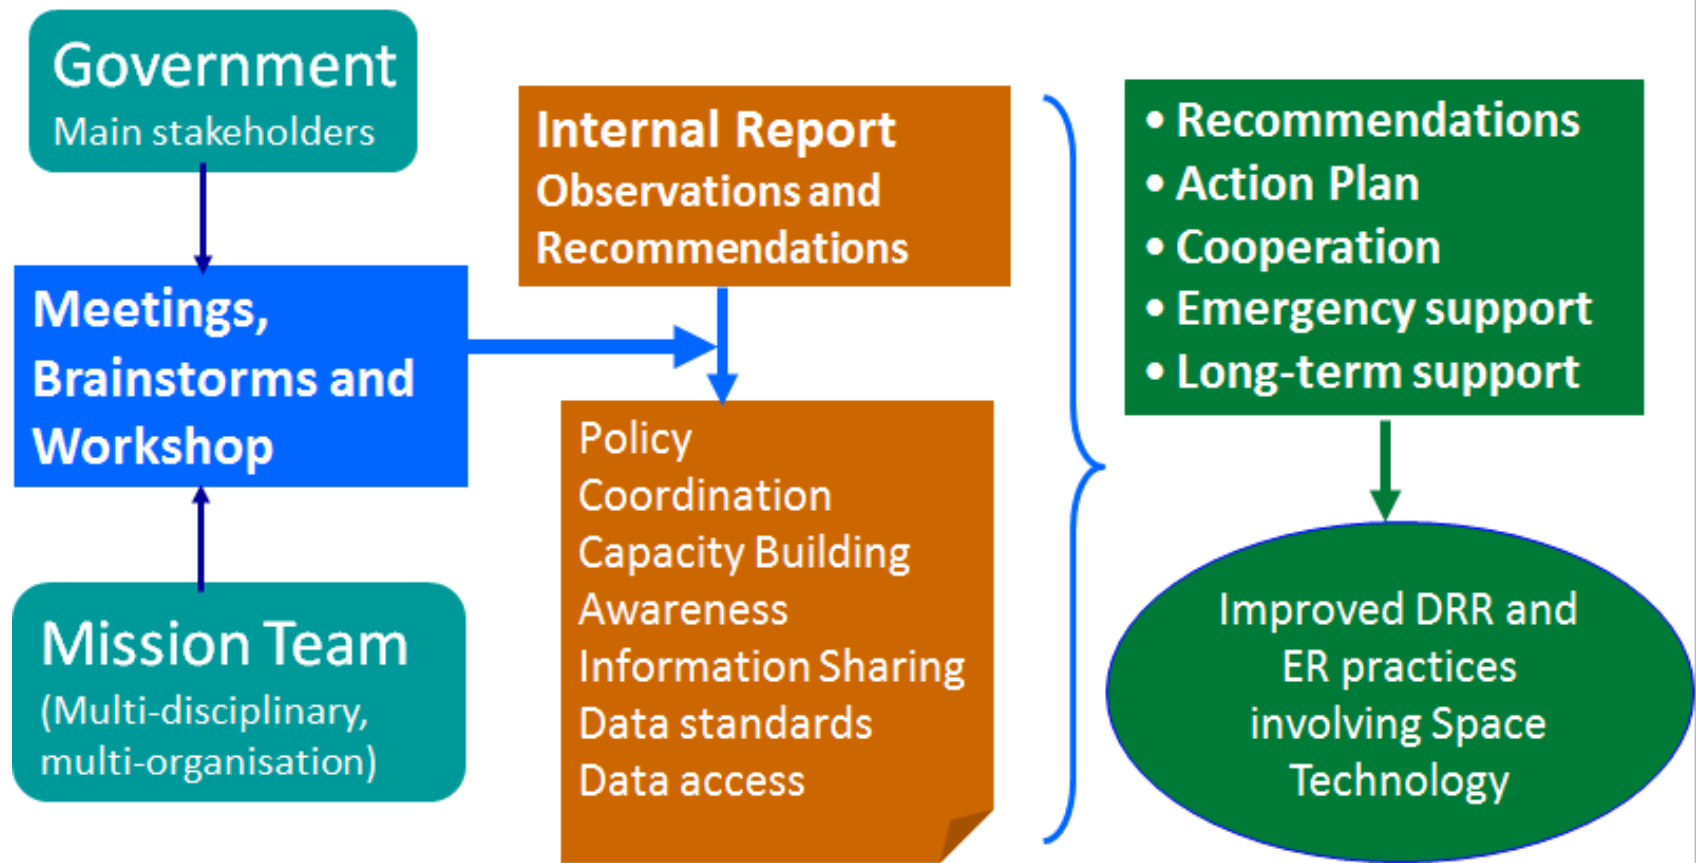 Government
Main stakeholders
Meetings,
Brainstorms and
Workshop
Mission Team
(Multi-disciplinary,
multi-organisation)
Internal Report
Observations and
Recommendations
Policy
Coordination
Capacity Building
Awareness
Information Sharing
Data standards
Data access
• Recommendations
• Action Plan
• Cooperation
• Emergency support
• Long-term support
Improved DRR and
ER practices
involving Space
Technology